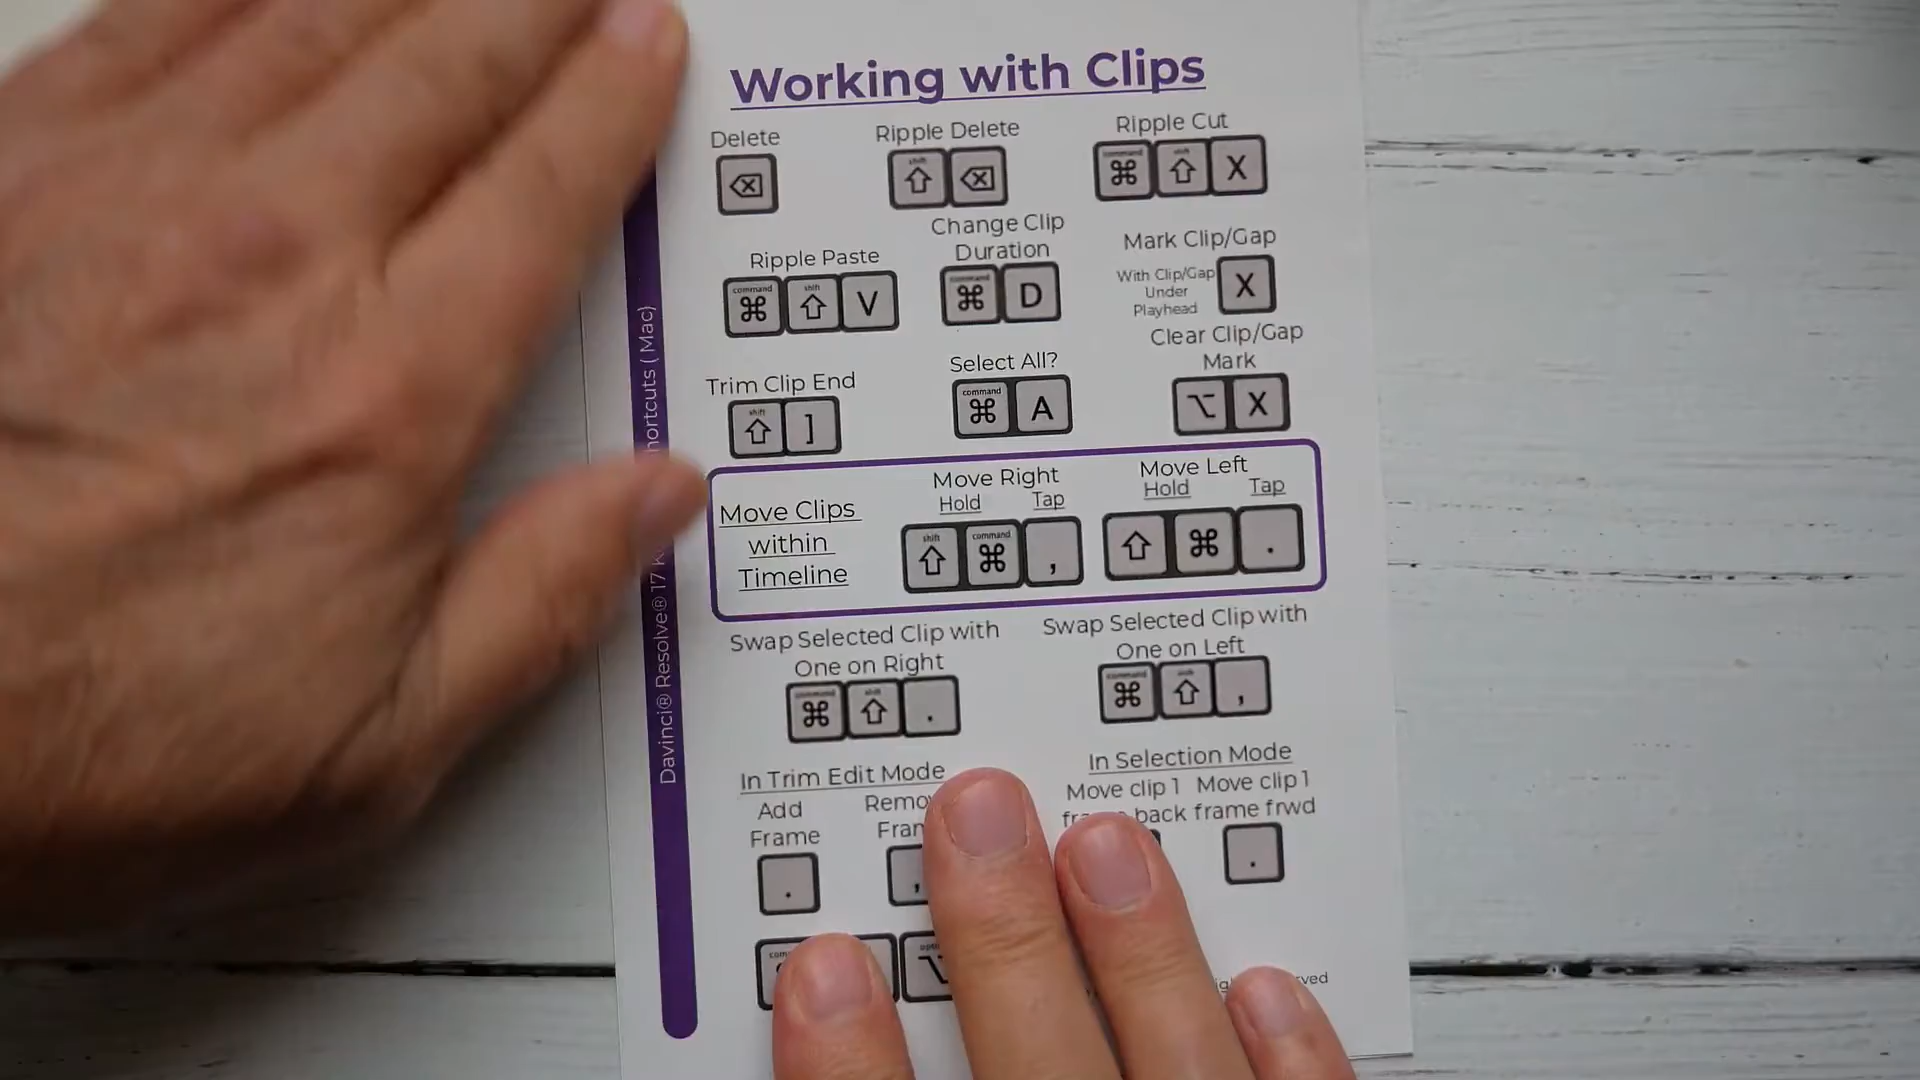 Working with Clips
Delete
Ripple Delete
shift
Ripple Cut
command shift X
Ripple Paste
command shift V
Change Clip
Duration
command D
Mark Clip/Gap
With Clip/Gap
Under
Playhead
X
Trim Clip End
shift ]
Select All?
command A
Clear Clip/Gap
Mark
X
Move Clips
within
Timeline
Move Right
Hold Tap
shift command ,
Move Left
Hold Tap
.
Swap Selected Clip with
One on Right
command shift .
Swap Selected Clip with
One on Left
command shift ,
In Trim Edit Mode
Add
Frame
.
,
In Selection Mode
Move clip 1
back
Move clip 1
frame frwd
.
Davinci® Resolve® 17 ( Mac)